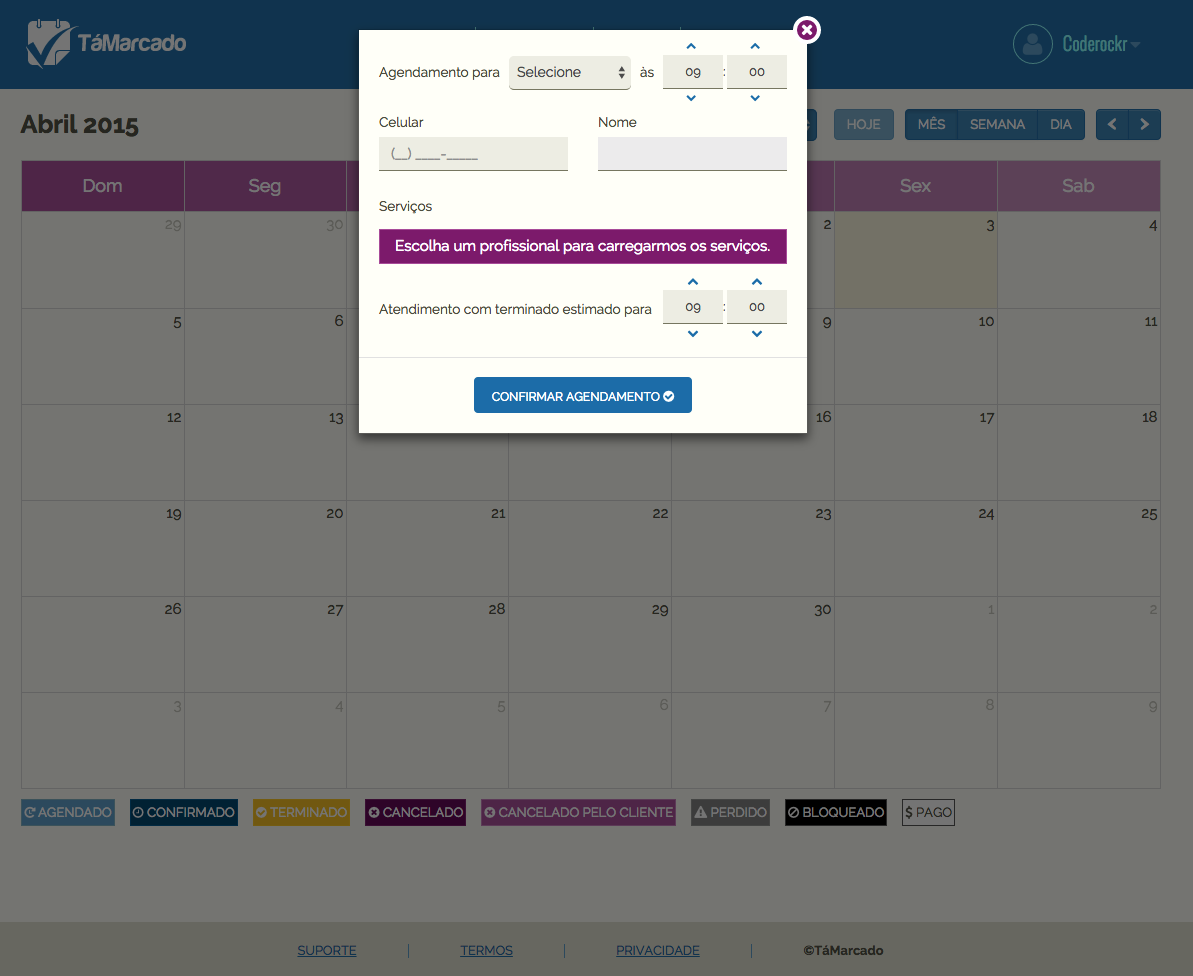 TáMarcado
Coderockr
Agendamento para Selecione às 09 : 00
Celular Nome
(__) ____-_____
Serviços
Escolha um profissional para carregarmos os serviços.
Atendimento com terminado estimado para 09 : 00
CONFIRMAR AGENDAMENTO
Abril 2015
HOJE MÊS SEMANA DIA
Dom Seg Sex Sab
29 30 2 3 4
5 6 9 10 11
12 13 16 17 18
19 20 21 22 23 24 25
26 27 28 29 30 1 2
3 4 5 6 7 8 9
AGENDADO CONFIRMADO TERMINADO CANCELADO CANCELADO PELO CLIENTE PERDIDO BLOQUEADO $ PAGO
SUPORTE | TERMOS | PRIVACIDADE | ©TáMarcado